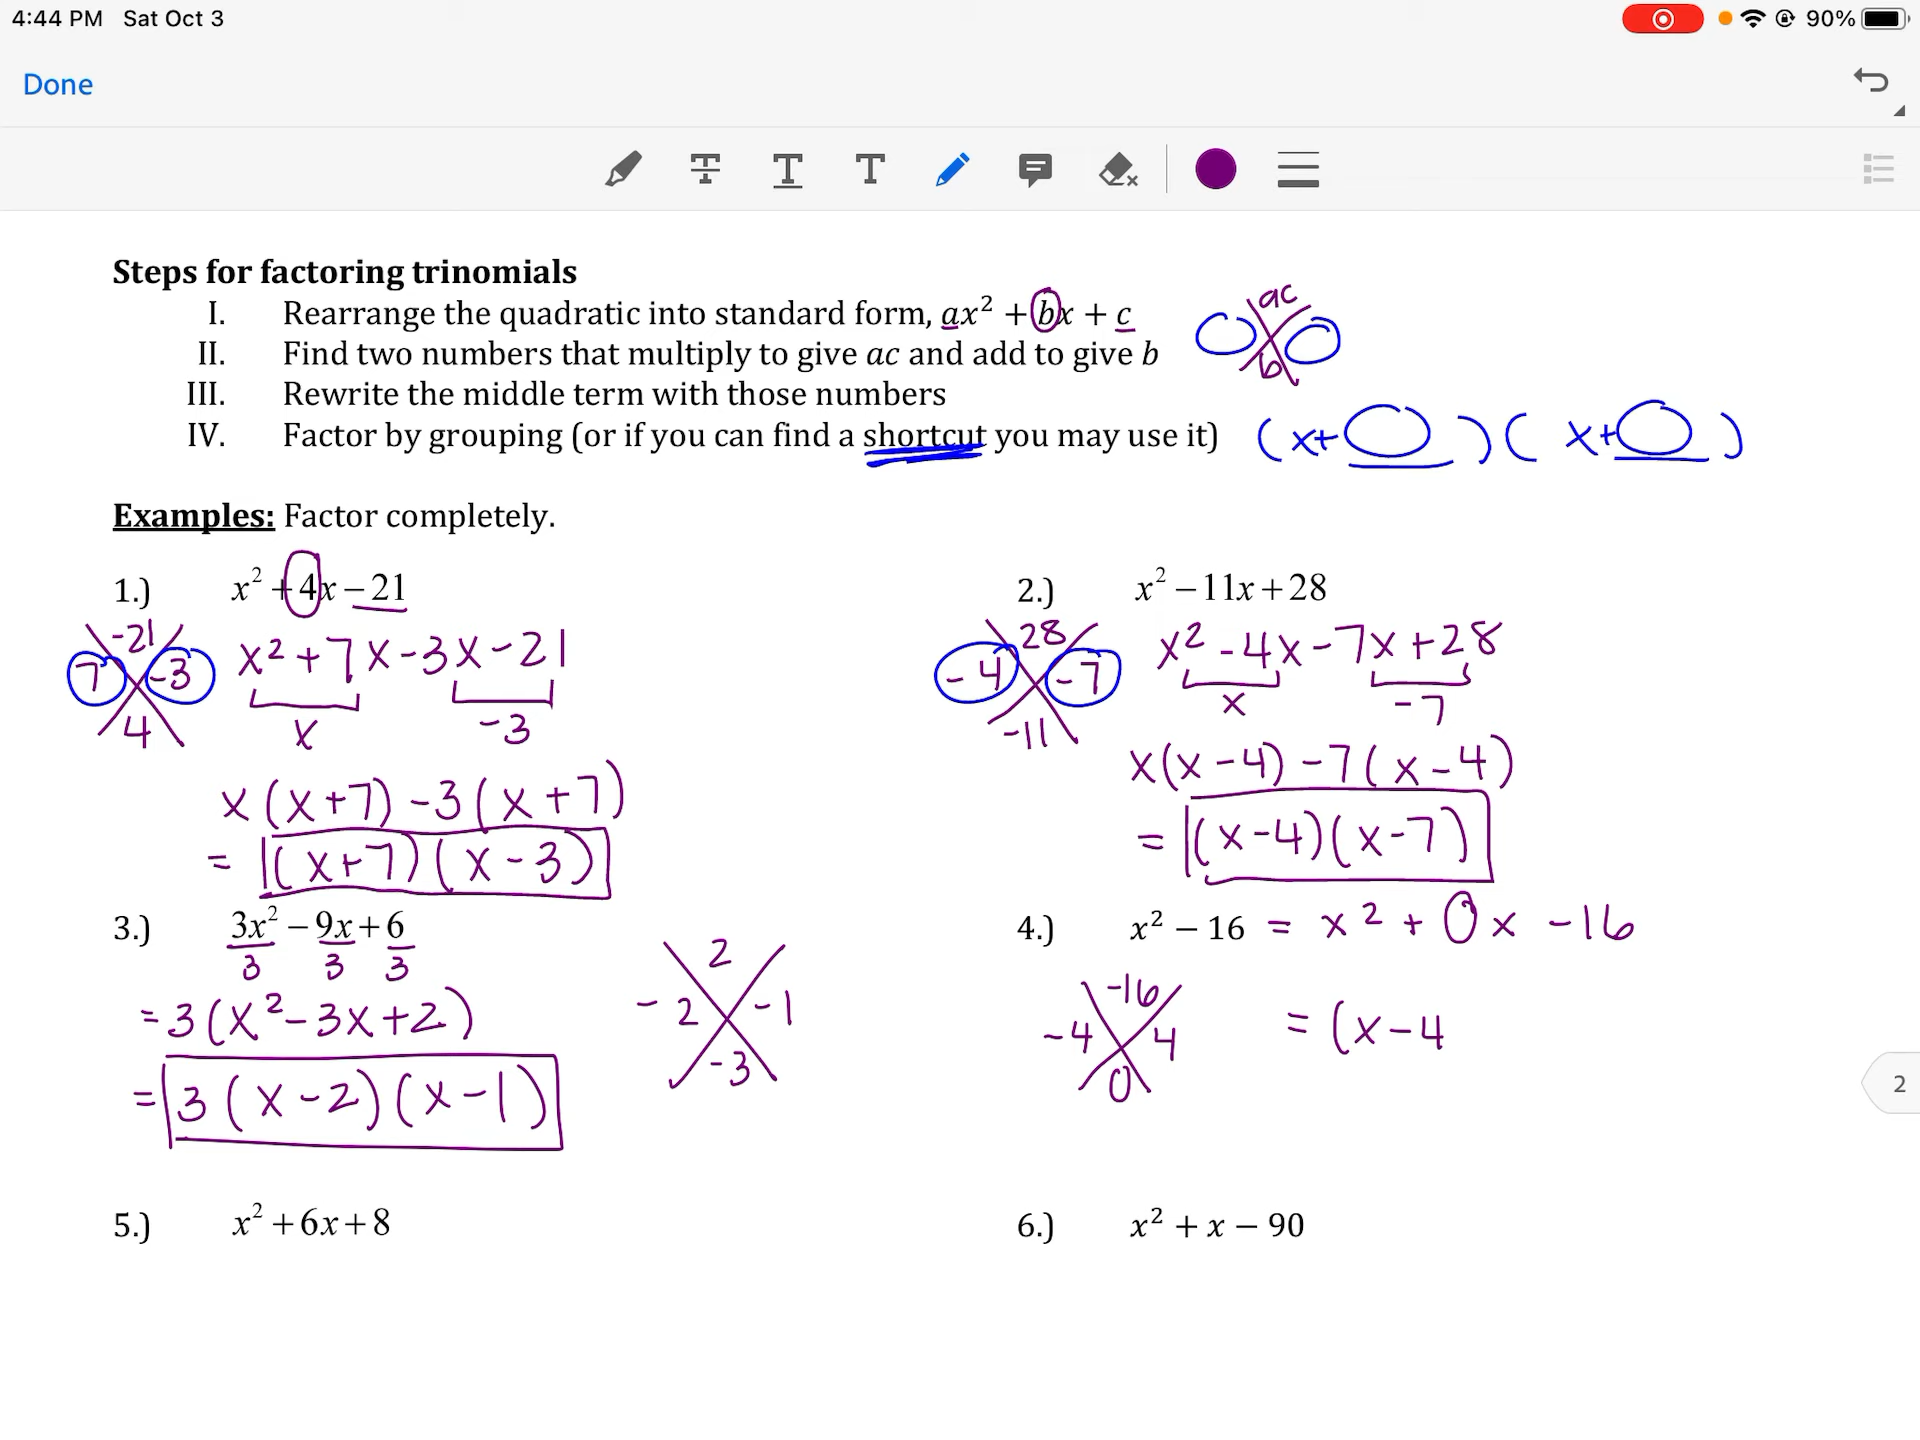 4:44 PM Sat Oct 3
90%
Done
Steps for factoring trinomials
I. Rearrange the quadratic into standard form, ax² + bx + c
ac
II. Find two numbers that multiply to give ac and add to give b
b
III. Rewrite the middle term with those numbers
IV. Factor by grouping (or if you can find a shortcut you may use it) (x+ )( x+ )
Examples: Factor completely.
1.) x² + 4x − 21
-21
7 -3
4
x² + 7x - 3x - 21
x -3
x(x+7) -3(x+7)
= (x+7)(x-3)
2.) x² − 11x + 28
28
-4 -7
-11
x² - 4x - 7x + 28
x -7
x(x-4) -7(x-4)
= (x-4)(x-7)
3.) 3x² − 9x + 6
3 3 3
= 3(x² - 3x + 2)
= 3(x-2)(x-1)
2
-2 -1
-3
4.) x² − 16 = x² + 0x - 16
-16
-4 4
0
= (x-4
5.) x² + 6x + 8
6.) x² + x − 90
2
T T T